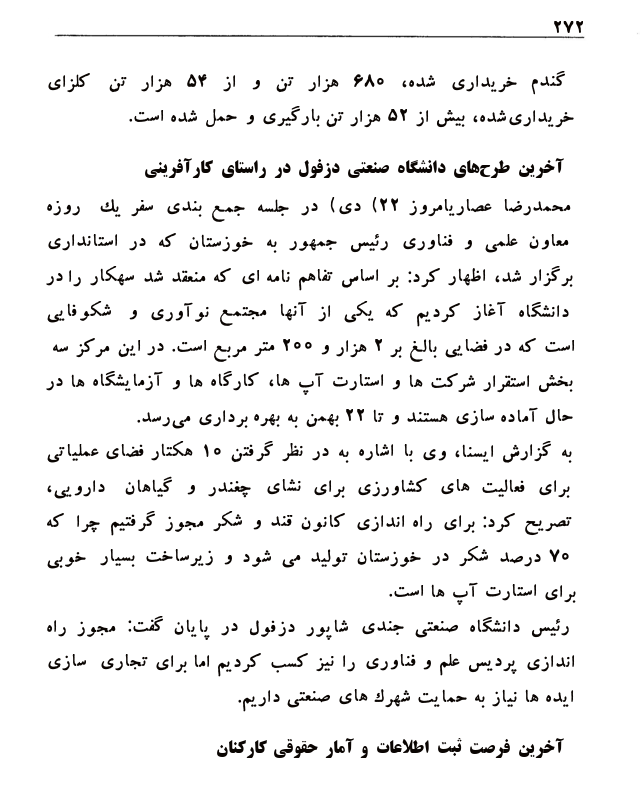 ۲۷۲
گندم خریداری شده، ۶۸۰ هزار تن و از ۵۴ هزار تن کلزای
خریداری‌شده، بیش از ۵۲ هزار تن بارگیری و حمل شده است.
آخرین طرح‌های دانشگاه صنعتی دزفول در راستای کارآفرینی
محمدرضا عصاریامروز ۲۲) دی) در جلسه جمع بندی سفر یك روزه
معاون علمی و فناوری رئیس جمهور به خوزستان که در استانداری
برگزار شد، اظهار کرد: بر اساس تفاهم نامه ای که منعقد شد سهکار را در
دانشگاه آغاز کردیم که یکی از آنها مجتمع نوآوری و شکوفایی
است که در فضایی بالغ بر ۲ هزار و ۲۰۰ متر مربع است. در این مرکز سه
بخش استقرار شرکت ها و استارت آپ ها، کارگاه ها و آزمایشگاه ها در
حال آماده سازی هستند و تا ۲۲ بهمن به بهره برداری می‌رسد.
به گزارش ایسنا، وی با اشاره به در نظر گرفتن ۱۰ هکتار فضای عملیاتی
برای فعالیت های کشاورزی برای نشای چغندر و گیاهان دارویی،
تصریح کرد: برای راه اندازی کانون قند و شکر مجوز گرفتیم چرا که
۷۰ درصد شکر در خوزستان تولید می شود و زیرساخت بسیار خوبی
برای استارت آپ ها است.
رئیس دانشگاه صنعتی جندی شاپور دزفول در پایان گفت: مجوز راه
اندازی پردیس علم و فناوری را نیز کسب کردیم اما برای تجاری سازی
ایده ها نیاز به حمایت شهرك های صنعتی داریم.
آخرین فرصت ثبت اطلاعات و آمار حقوقی کارکنان